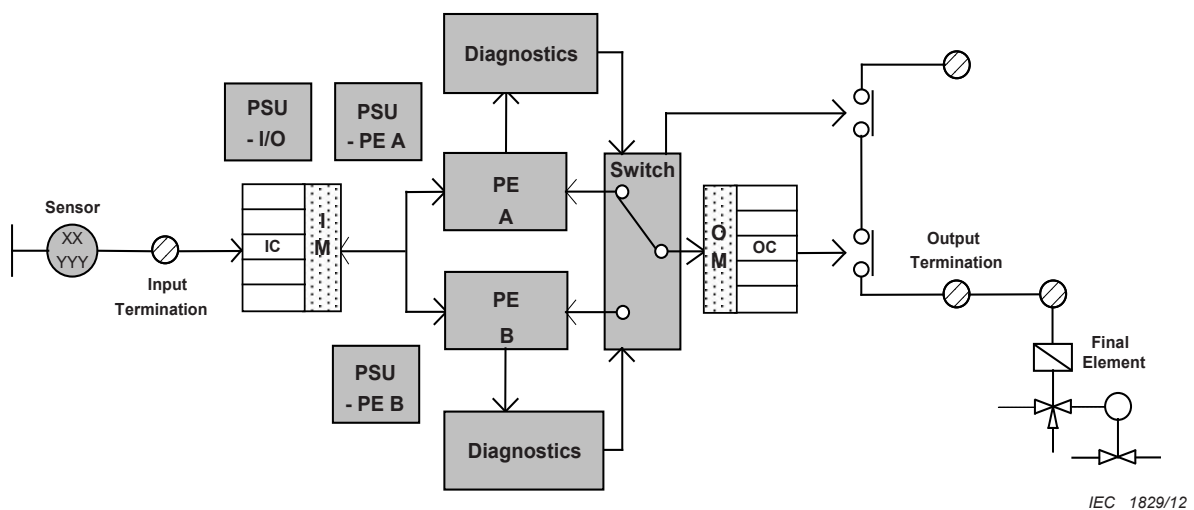 Diagnostics
PSU
- I/O
PSU
- PE A
PE
A
Switch
Sensor
XX
YYY
Input
Termination
IC
I
M
PE
B
O
M
OC
Output
Termination
PSU
- PE B
Diagnostics
Final
Element
IEC 1829/12